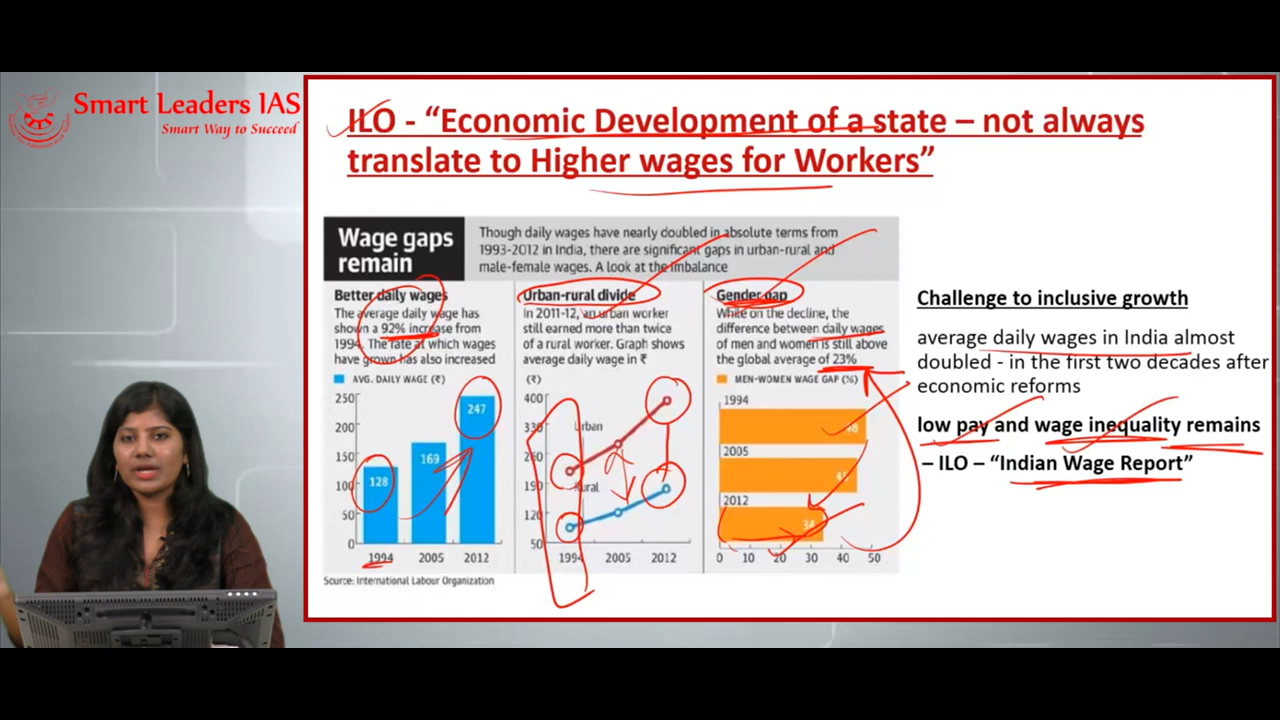 Smart Leaders IAS
Smart Way to Succeed
ILO - “Economic Development of a state – not always
translate to Higher wages for Workers”
Wage gaps
remain
Though daily wages have nearly doubled in absolute terms from
1993-2012 in India, there are significant gaps in urban-rural and
male-female wages. A look at the imbalance
Better daily wages
The average daily wage has
shown a 92% increase from
1994. The rate at which wages
have grown has also increased
AVG. DAILY WAGE (₹)
250
200
150
100
50
0
128
169
247
1994 2005 2012
Urban-rural divide
In 2011-12, an urban worker
still earned more than twice
of a rural worker. Graph shows
average daily wage in ₹
(₹)
400
330
260
190
120
50
Urban
Rural
1994 2005 2012
Gender gap
While on the decline, the
difference between daily wages
of men and women is still above
the global average of 23%
MEN-WOMEN WAGE GAP (%)
1994
48
2005
2012
34
0 10 20 30 40 50
Source: International Labour Organization
Challenge to inclusive growth
average daily wages in India almost
doubled - in the first two decades after
economic reforms
low pay and wage inequality remains
– ILO – “Indian Wage Report”